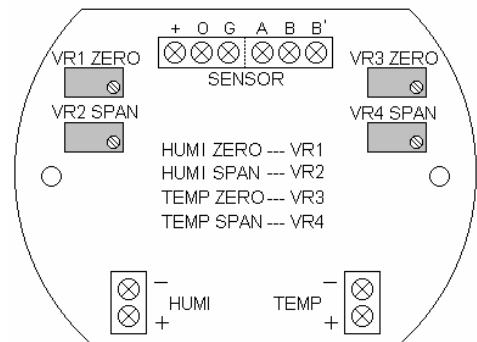 + O G A B B'
SENSOR
VR1 ZERO
VR2 SPAN
VR3 ZERO
VR4 SPAN
HUMI ZERO --- VR1
HUMI SPAN --- VR2
TEMP ZERO--- VR3
TEMP SPAN --- VR4
− HUMI +
TEMP − +